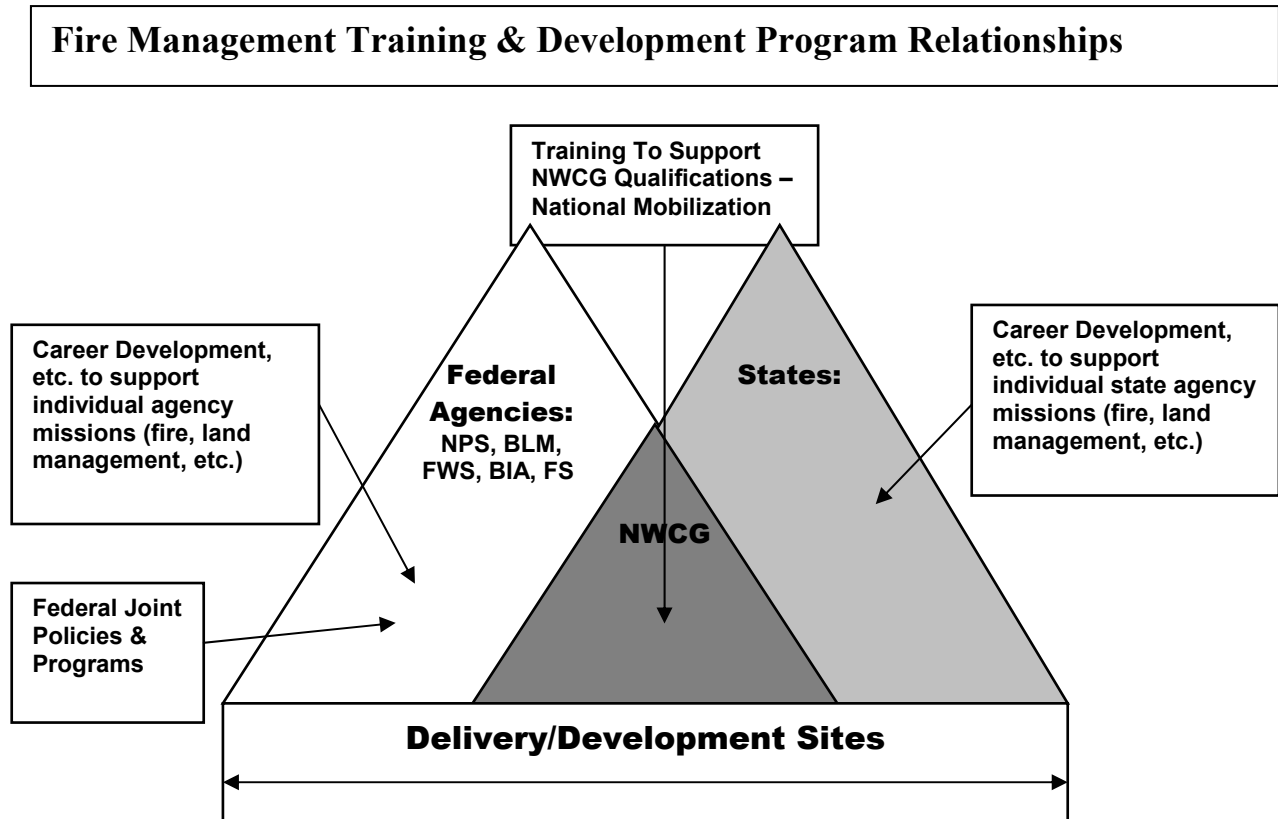 Fire Management Training & Development Program Relationships
Training To Support
NWCG Qualifications –
National Mobilization
Career Development,
etc. to support
individual agency
missions (fire, land
management, etc.)
Federal
Agencies:
NPS, BLM,
FWS, BIA, FS
States:
Career Development,
etc. to support
individual state agency
missions (fire, land
management, etc.)
NWCG
Federal Joint
Policies &
Programs
Delivery/Development Sites